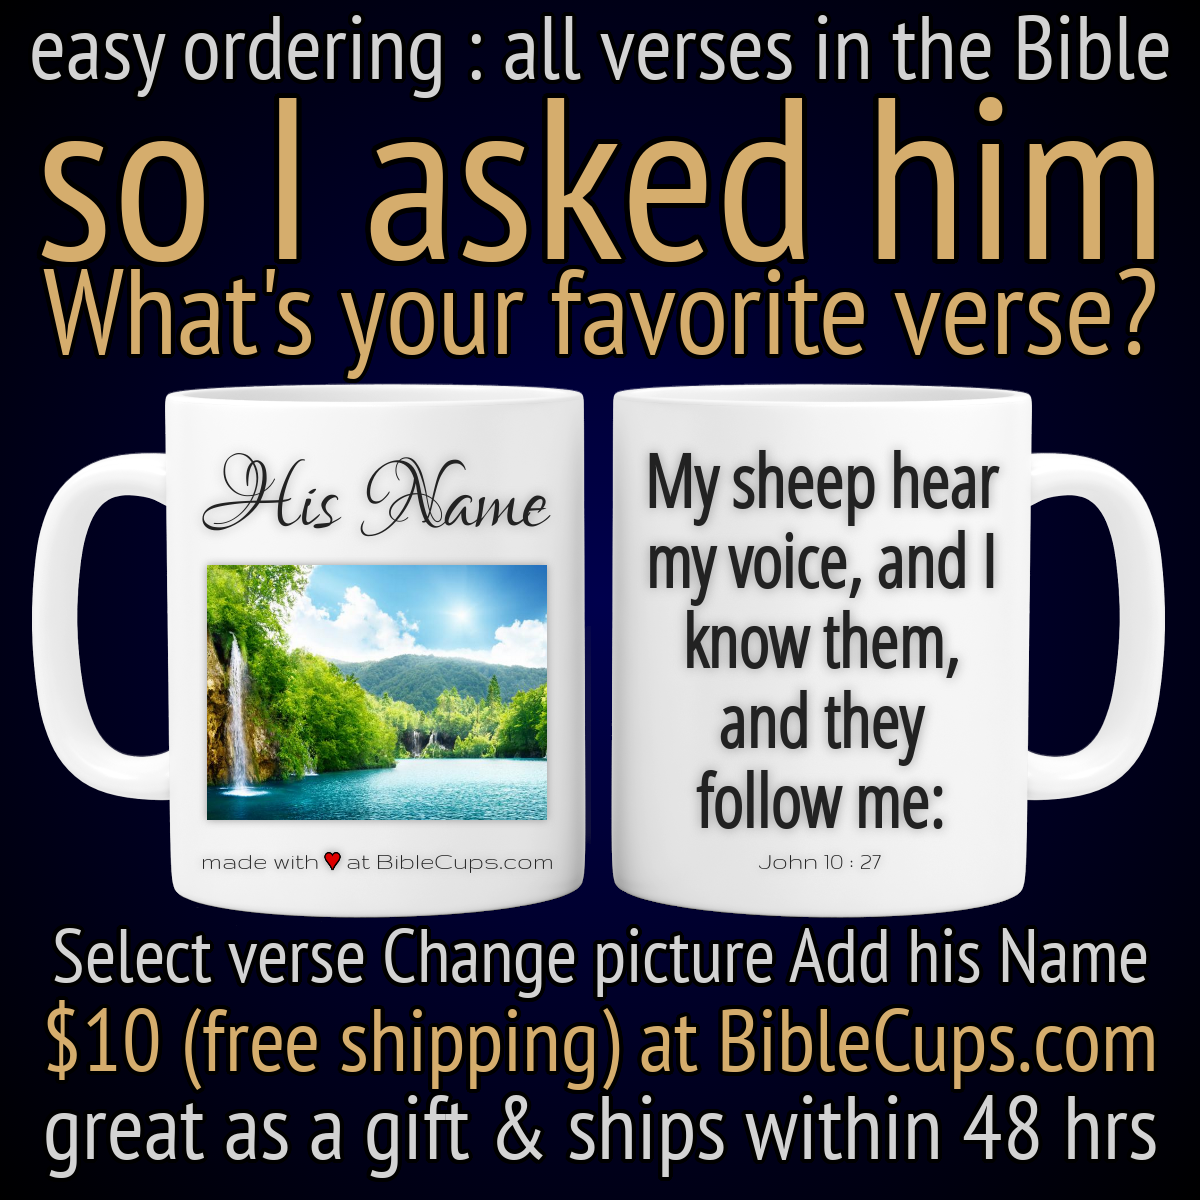 easy ordering : all verses in the Bible
so I asked him
What's your favorite verse?
His Name
made with ♥ at BibleCups.com
My sheep hear
my voice, and I
know them,
and they
follow me:
John 10 : 27
Select verse Change picture Add his Name
$10 (free shipping) at BibleCups.com
great as a gift & ships within 48 hrs